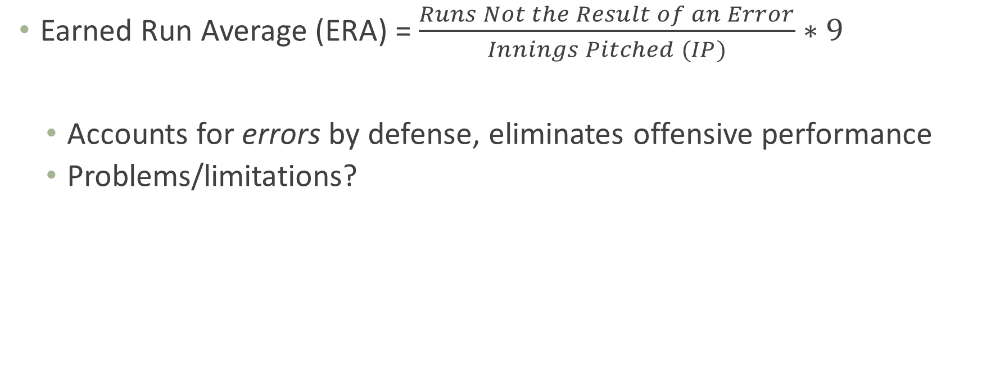 • Earned Run Average (ERA) = Runs Not the Result of an Error / Innings Pitched (IP) * 9
• Accounts for errors by defense, eliminates offensive performance
• Problems/limitations?